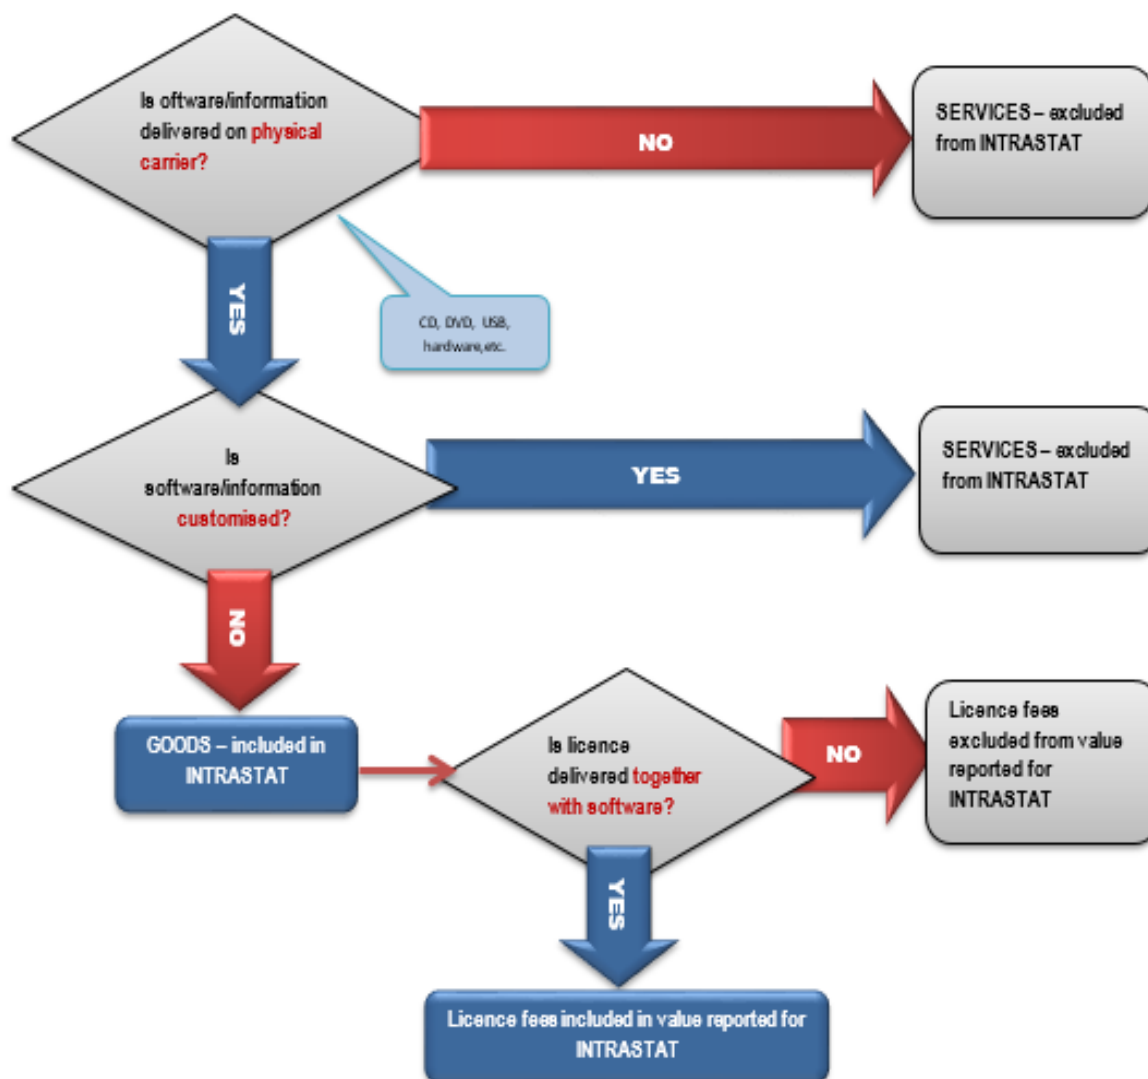 Is oftware/information
delivered on physical
carrier?
NO
SERVICES – excluded
from INTRASTAT
YES
CD, DVD, USB,
hardware,etc.
Is
software/information
customised?
YES
SERVICES – excluded
from INTRASTAT
NO
GOODS – included in
INTRASTAT
Is licence
delivered together
with software?
NO
Licence fees
excluded from value
reported for
INTRASTAT
YES
Licence fees included in value reported for
INTRASTAT